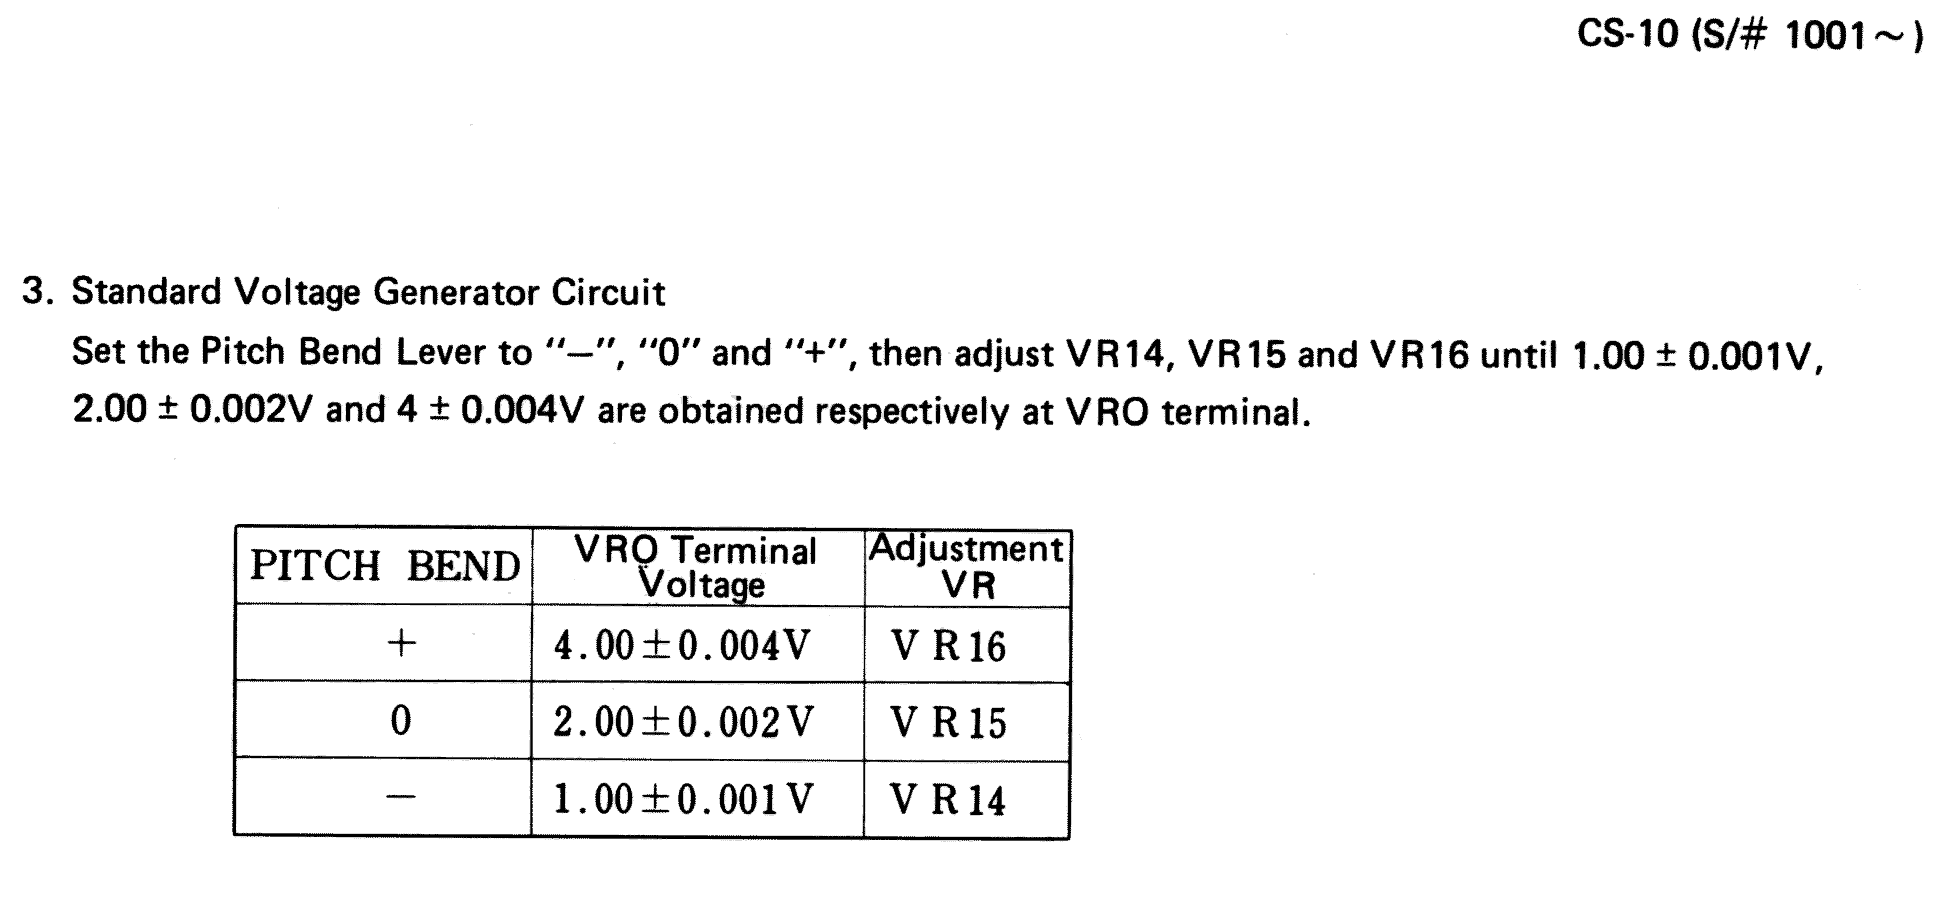 CS-10 (S/# 1001～)
3. Standard Voltage Generator Circuit
Set the Pitch Bend Lever to “—”, “0” and “+”, then adjust VR14, VR15 and VR16 until 1.00 ± 0.001V,
2.00 ± 0.002V and 4 ± 0.004V are obtained respectively at VRO terminal.
PITCH BEND
VRO Terminal
Voltage
Adjustment
VR
+ 4.00±0.004V VR16
0 2.00±0.002V VR15
— 1.00±0.001V VR14